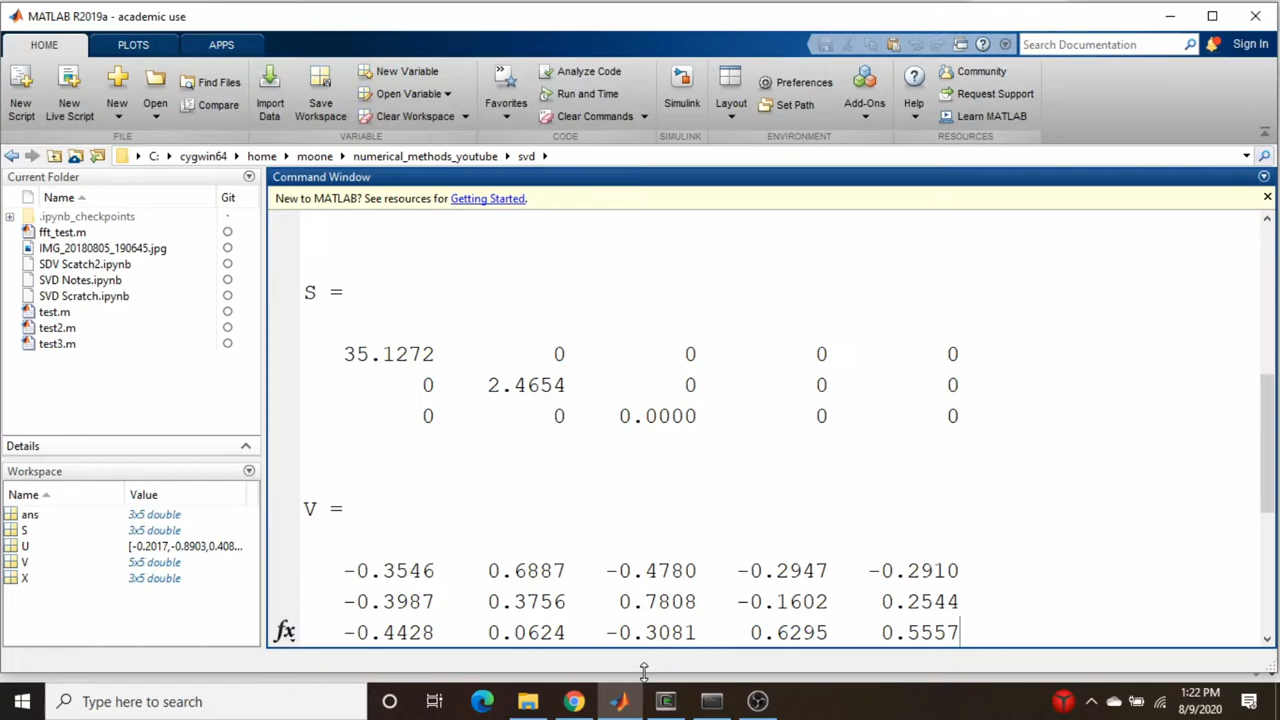 MATLAB R2019a - academic use
HOME PLOTS APPS
Search Documentation
Sign In
New Script
New Live Script
New
Open
Find Files
Compare
FILE
Import Data
Save Workspace
New Variable
Open Variable
Clear Workspace
VARIABLE
Favorites
Analyze Code
Run and Time
Clear Commands
CODE
Simulink
SIMULINK
Layout
Preferences
Set Path
ENVIRONMENT
Add-Ons
Help
Community
Request Support
Learn MATLAB
RESOURCES
C: cygwin64 home moone numerical_methods_youtube svd
Current Folder
Name Git
.ipynb_checkpoints
fft_test.m
IMG_20180805_190645.jpg
SDV Scatch2.ipynb
SVD Notes.ipynb
SVD Scratch.ipynb
test.m
test2.m
test3.m
Details
Workspace
Name Value
ans 3x5 double
S 3x5 double
U [-0.2017,-0.8903,0.408...
V 5x5 double
X 3x5 double
Command Window
New to MATLAB? See resources for Getting Started.
S =
35.1272 0 0 0 0
0 2.4654 0 0 0
0 0 0.0000 0 0
V =
-0.3546 0.6887 -0.4780 -0.2947 -0.2910
-0.3987 0.3756 0.7808 -0.1602 0.2544
fx -0.4428 0.0624 -0.3081 0.6295 0.5557
Type here to search
1:22 PM
8/9/2020